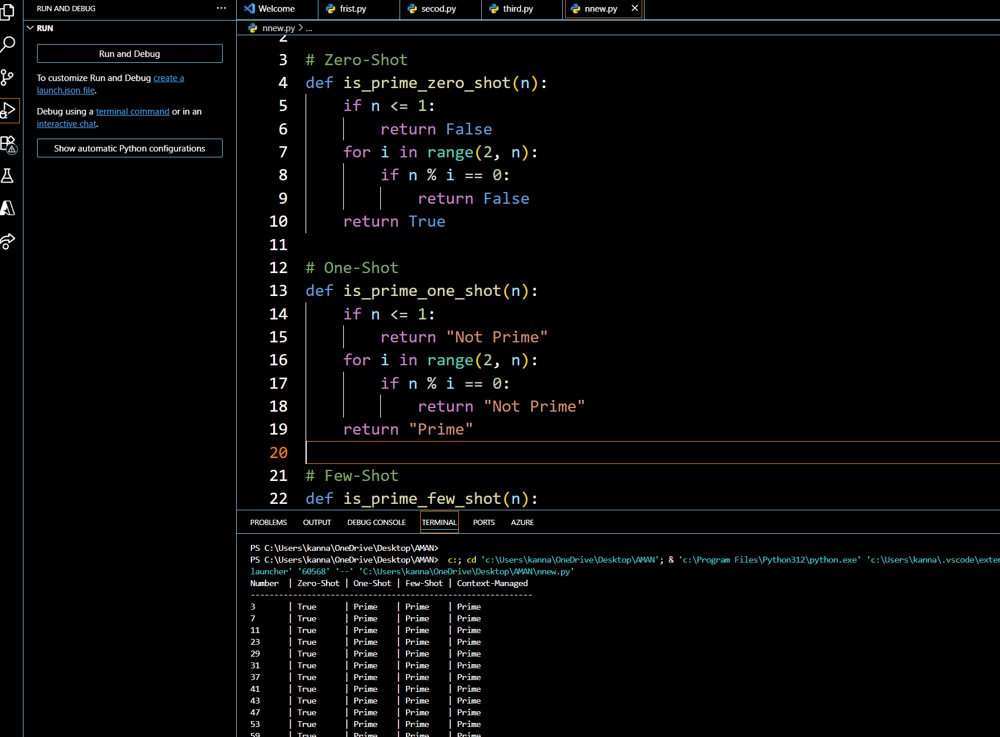 RUN AND DEBUG ···
RUN
Run and Debug
To customize Run and Debug create a
launch.json file.
Debug using a terminal command or in an
interactive chat.
Show automatic Python configurations
Welcome frist.py secod.py third.py nnew.py
nnew.py > ...
2
3 # Zero-Shot
4 def is_prime_zero_shot(n):
5 if n <= 1:
6 return False
7 for i in range(2, n):
8 if n % i == 0:
9 return False
10 return True
11
12 # One-Shot
13 def is_prime_one_shot(n):
14 if n <= 1:
15 return "Not Prime"
16 for i in range(2, n):
17 if n % i == 0:
18 return "Not Prime"
19 return "Prime"
20
21 # Few-Shot
22 def is_prime_few_shot(n):
PROBLEMS OUTPUT DEBUG CONSOLE TERMINAL PORTS AZURE
PS C:\Users\kanna\OneDrive\Desktop\AMAN>
PS C:\Users\kanna\OneDrive\Desktop\AMAN> c:; cd 'c:\Users\kanna\OneDrive\Desktop\AMAN'; & 'c:\Program Files\Python312\python.exe' 'c:\Users\kanna\.vscode\exten
launcher' '60568' '--' 'C:\Users\kanna\OneDrive\Desktop\AMAN\nnew.py'
Number | Zero-Shot | One-Shot | Few-Shot | Context-Managed
------------------------------------------------------------
3 | True | Prime | Prime | Prime
7 | True | Prime | Prime | Prime
11 | True | Prime | Prime | Prime
23 | True | Prime | Prime | Prime
29 | True | Prime | Prime | Prime
31 | True | Prime | Prime | Prime
37 | True | Prime | Prime | Prime
41 | True | Prime | Prime | Prime
43 | True | Prime | Prime | Prime
47 | True | Prime | Prime | Prime
53 | True | Prime | Prime | Prime
59 | True | Prime | Prime | Prime